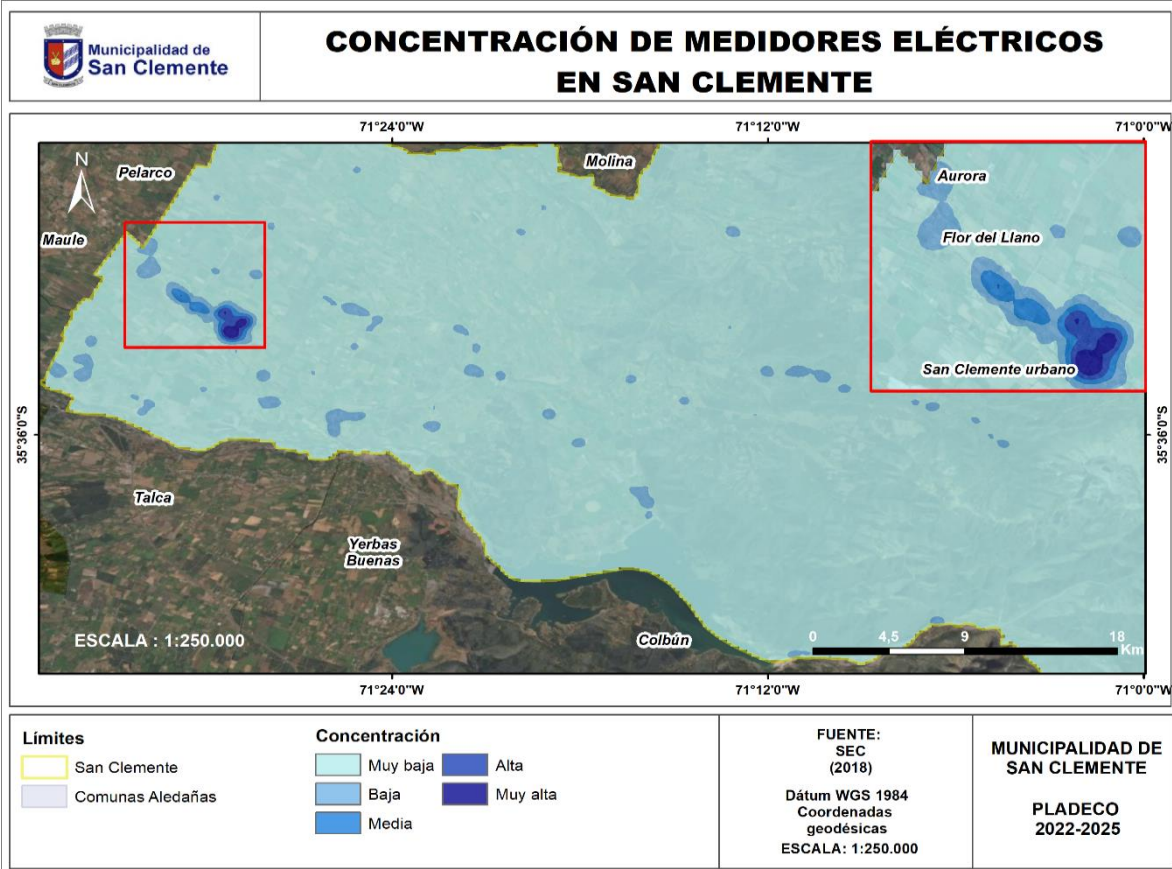 Municipalidad de
San Clemente
CONCENTRACIÓN DE MEDIDORES ELÉCTRICOS
EN SAN CLEMENTE
71°24'0"W
71°12'0"W
71°0'0"W
N
Pelarco
Molina
Aurora
Maule
Flor del Llano
San Clemente urbano
35°36'0"S
35°36'0"S
Talca
Yerbas
Buenas
ESCALA : 1:250.000
Colbún
0 4,5 9 18
Km
71°24'0"W
71°12'0"W
71°0'0"W
Límites
San Clemente
Comunas Aledañas
Concentración
Muy baja
Baja
Media
Alta
Muy alta
FUENTE:
SEC
(2018)
Dátum WGS 1984
Coordenadas
geodésicas
ESCALA: 1:250.000
MUNICIPALIDAD DE
SAN CLEMENTE
PLADECO
2022-2025